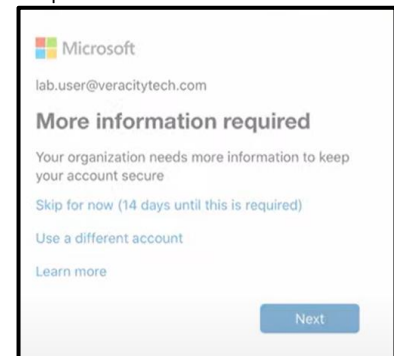 Microsoft
lab.user@veracitytech.com
More information required
Your organization needs more information to keep
your account secure
Skip for now (14 days until this is required)
Use a different account
Learn more
Next